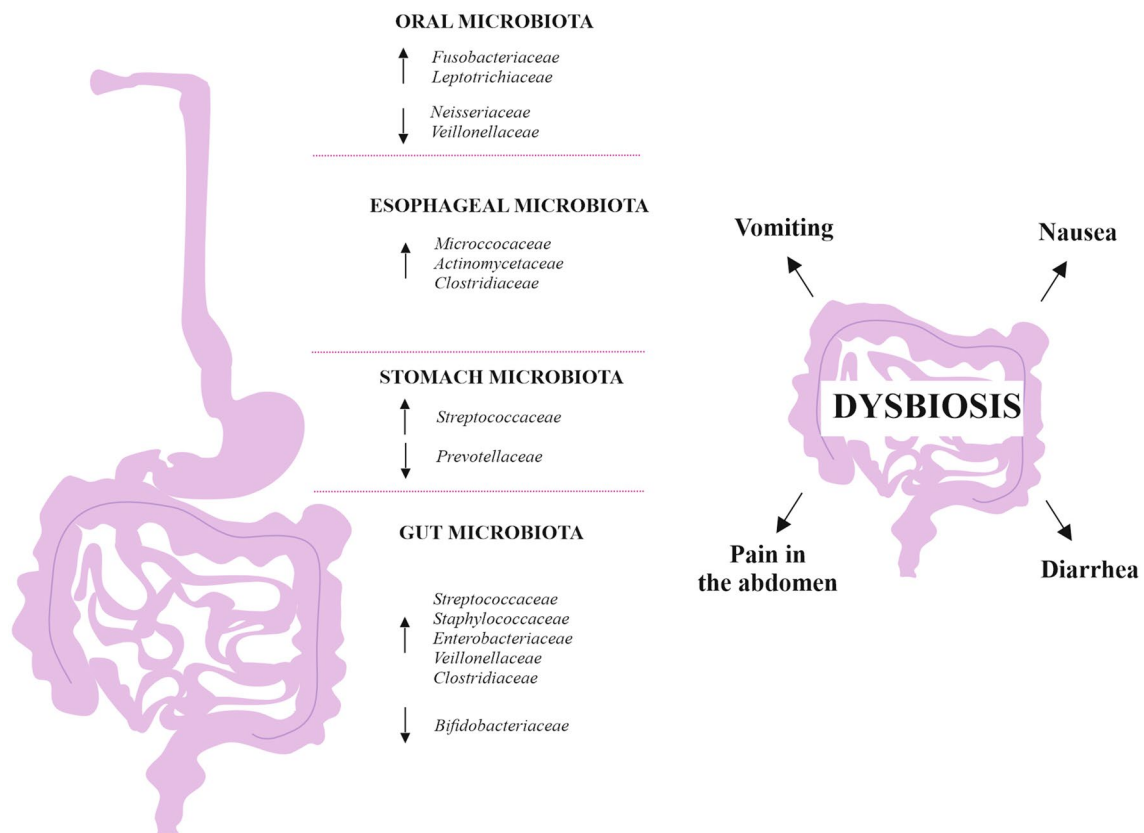 ORAL MICROBIOTA
Fusobacteriaceae
Leptotrichiaceae
Neisseriaceae
Veillonellaceae
ESOPHAGEAL MICROBIOTA
Microccocaceae
Actinomycetaceae
Clostridiaceae
STOMACH MICROBIOTA
Streptococcaceae
Prevotellaceae
GUT MICROBIOTA
Streptococcaceae
Staphylococcaceae
Enterobacteriaceae
Veillonellaceae
Clostridiaceae
Bifidobacteriaceae
Vomiting
Nausea
DYSBIOSIS
Pain in
the abdomen
Diarrhea